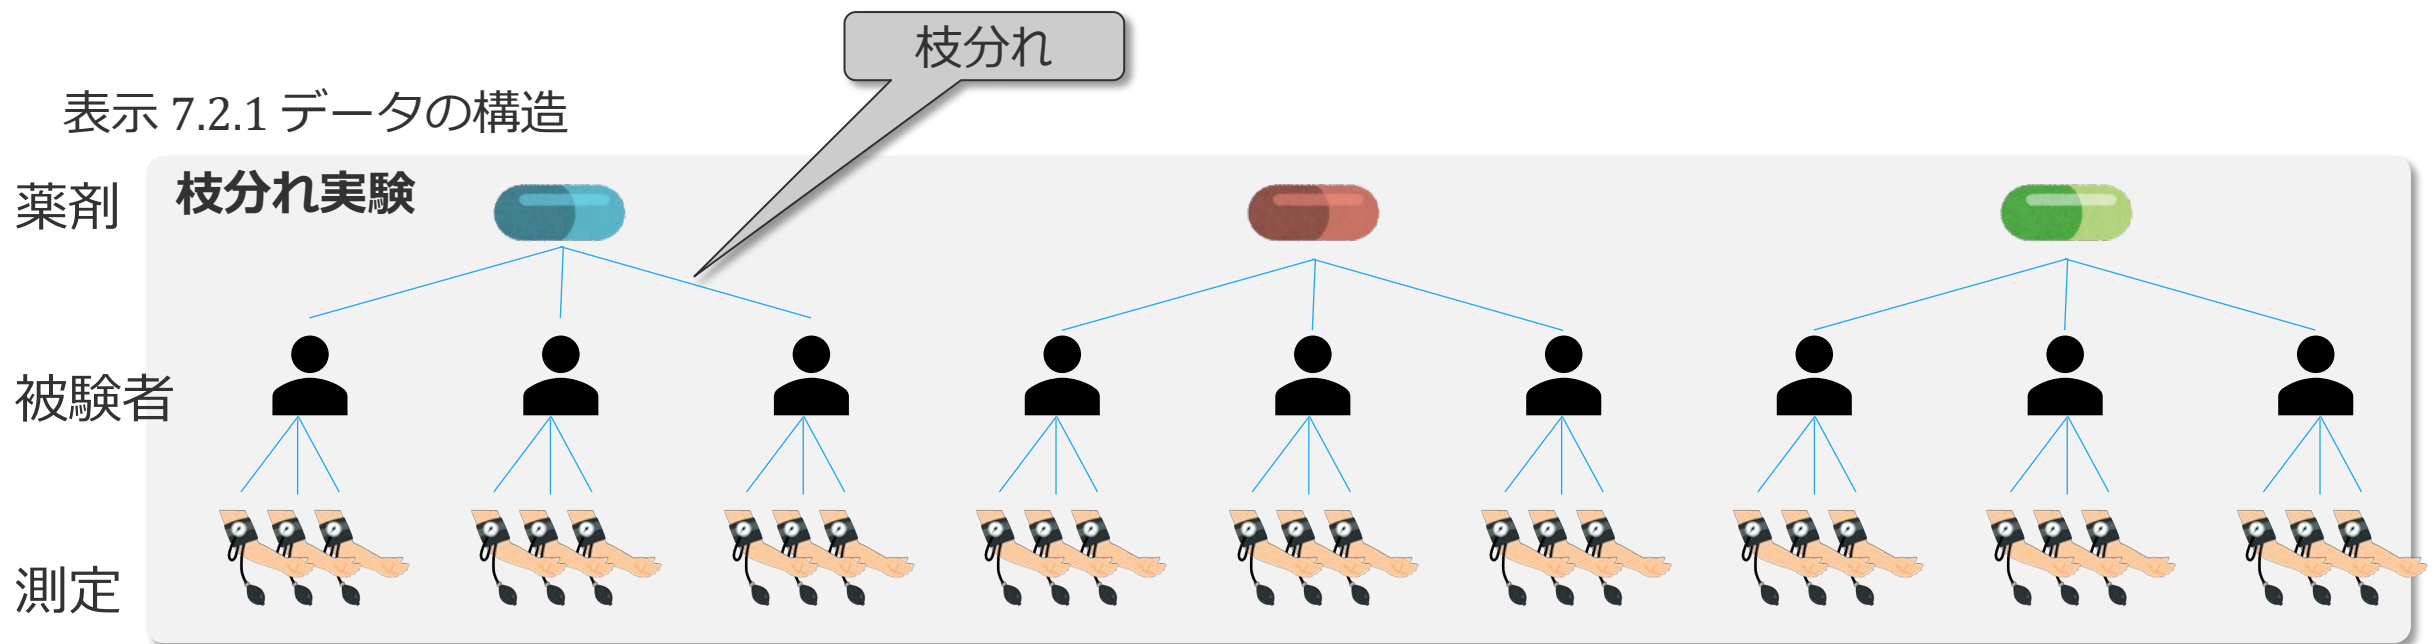 枝分れ
表示 7.2.1 データの構造
薬剤
枝分れ実験
被験者
測定